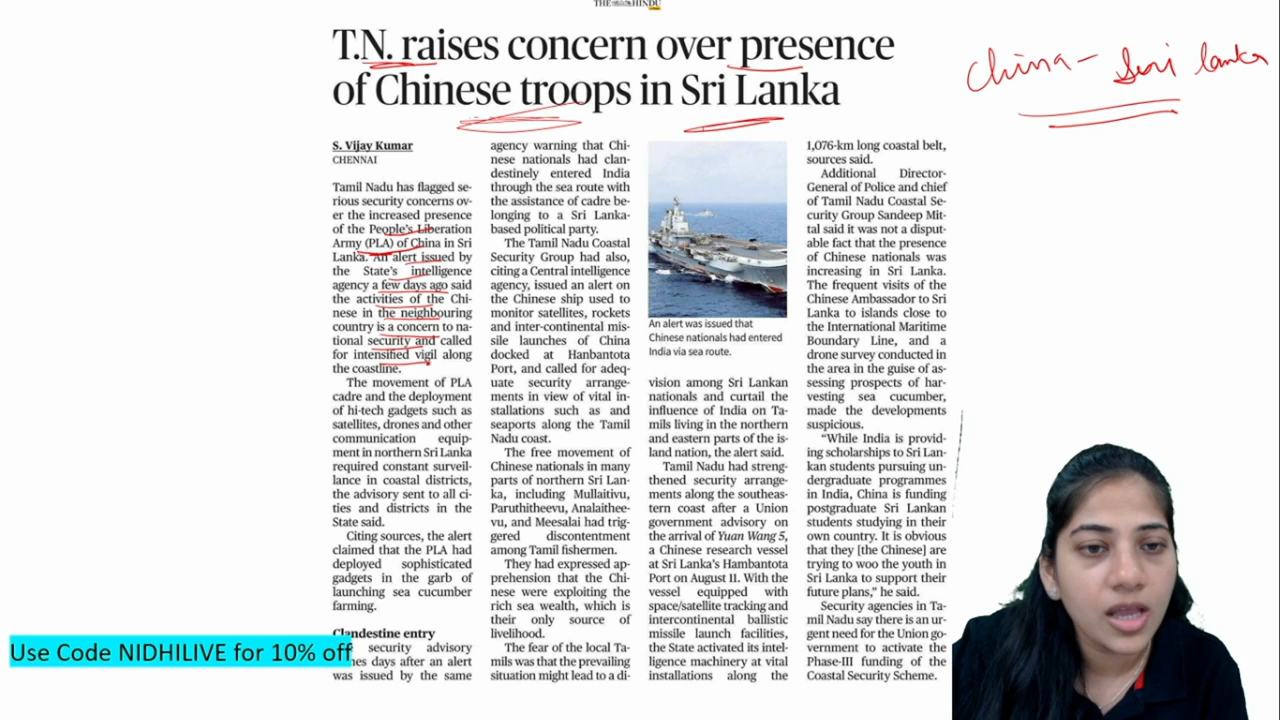 THE HINDU
T.N. raises concern over presence
of Chinese troops in Sri Lanka
China - Sri lanka
S. Vijay Kumar
CHENNAI
Tamil Nadu has flagged se-
rious security concerns ov-
er the increased presence
of the People's Liberation
Army (PLA) of China in Sri
Lanka. An alert issued by
the State's intelligence
agency a few days ago said
the activities of the Chi-
nese in the neighbouring
country is a concern to na-
tional security and called
for intensified vigil along
the coastline.
The movement of PLA
cadre and the deployment
of hi-tech gadgets such as
satellites, drones and other
communication equip-
ment in northern Sri Lanka
required constant surveil-
lance in coastal districts,
the advisory sent to all ci-
ties and districts in the
State said.
Citing sources, the alert
claimed that the PLA had
deployed sophisticated
gadgets in the garb of
launching sea cucumber
farming.
Clandestine entry
security advisory
mes days after an alert
was issued by the same
agency warning that Chi-
nese nationals had clan-
destinely entered India
through the sea route with
the assistance of cadre be-
longing to a Sri Lanka-
based political party.
The Tamil Nadu Coastal
Security Group had also,
citing a Central intelligence
agency, issued an alert on
the Chinese ship used to
monitor satellites, rockets
and inter-continental mis-
sile launches of China
docked at Hanbantota
Port, and called for adeq-
uate security arrange-
ments in view of vital in-
stallations such as and
seaports along the Tamil
Nadu coast.
The free movement of
Chinese nationals in many
parts of northern Sri Lan-
ka, including Mullaitivu,
Paruthitheevu, Analaithee-
vu, and Meesalai had trig-
gered discontentment
among Tamil fishermen.
They had expressed ap-
prehension that the Chi-
nese were exploiting the
rich sea wealth, which is
their only source of
livelihood.
The fear of the local Ta-
mils was that the prevailing
situation might lead to a di-
An alert was issued that
Chinese nationals had entered
India via sea route.
vision among Sri Lankan
nationals and curtail the
influence of India on Ta-
mils living in the northern
and eastern parts of the is-
land nation, the alert said.
Tamil Nadu had streng-
thened security arrange-
ments along the southeas-
tern coast after a Union
government advisory on
the arrival of Yuan Wang 5,
a Chinese research vessel
at Sri Lanka's Hambantota
Port on August 11. With the
vessel equipped with
space/satellite tracking and
intercontinental ballistic
missile launch facilities,
the State activated its intel-
ligence machinery at vital
installations along the
1,076-km long coastal belt,
sources said.
Additional Director-
General of Police and chief
of Tamil Nadu Coastal Se-
curity Group Sandeep Mit-
tal said it was not a disput-
able fact that the presence
of Chinese nationals was
increasing in Sri Lanka.
The frequent visits of the
Chinese Ambassador to Sri
Lanka to islands close to
the International Maritime
Boundary Line, and a
drone survey conducted in
the area in the guise of as-
sessing prospects of har-
vesting sea cucumber,
made the developments
suspicious.
"While India is provid-
ing scholarships to Sri Lan-
kan students pursuing un-
dergraduate programmes
in India, China is funding
postgraduate Sri Lankan
students studying in their
own country. It is obvious
that they [the Chinese] are
trying to woo the youth in
Sri Lanka to support their
future plans," he said.
Security agencies in Ta-
mil Nadu say there is an ur-
gent need for the Union go-
vernment to activate the
Phase-III funding of the
Coastal Security Scheme.
Use Code NIDHILIVE for 10% off